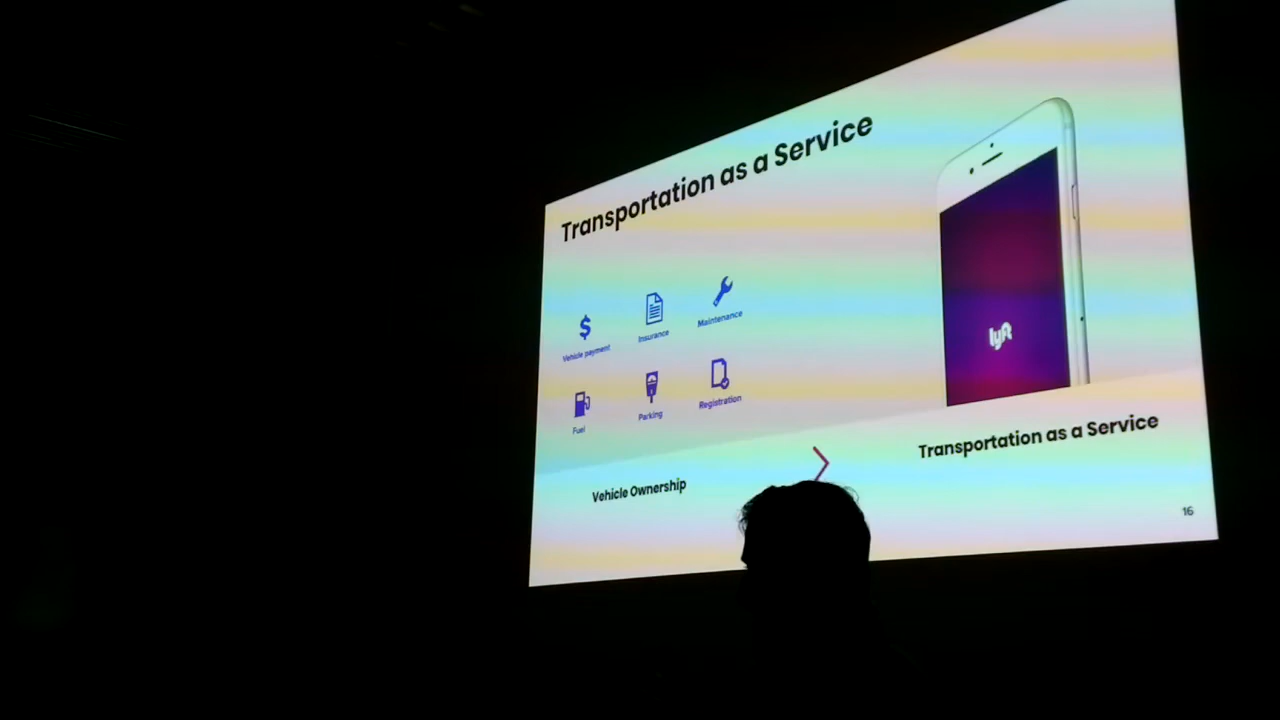 Transportation as a Service
Vehicle payment
Insurance
Maintenance
Fuel
Parking
Registration
lyft
Vehicle Ownership
Transportation as a Service
16